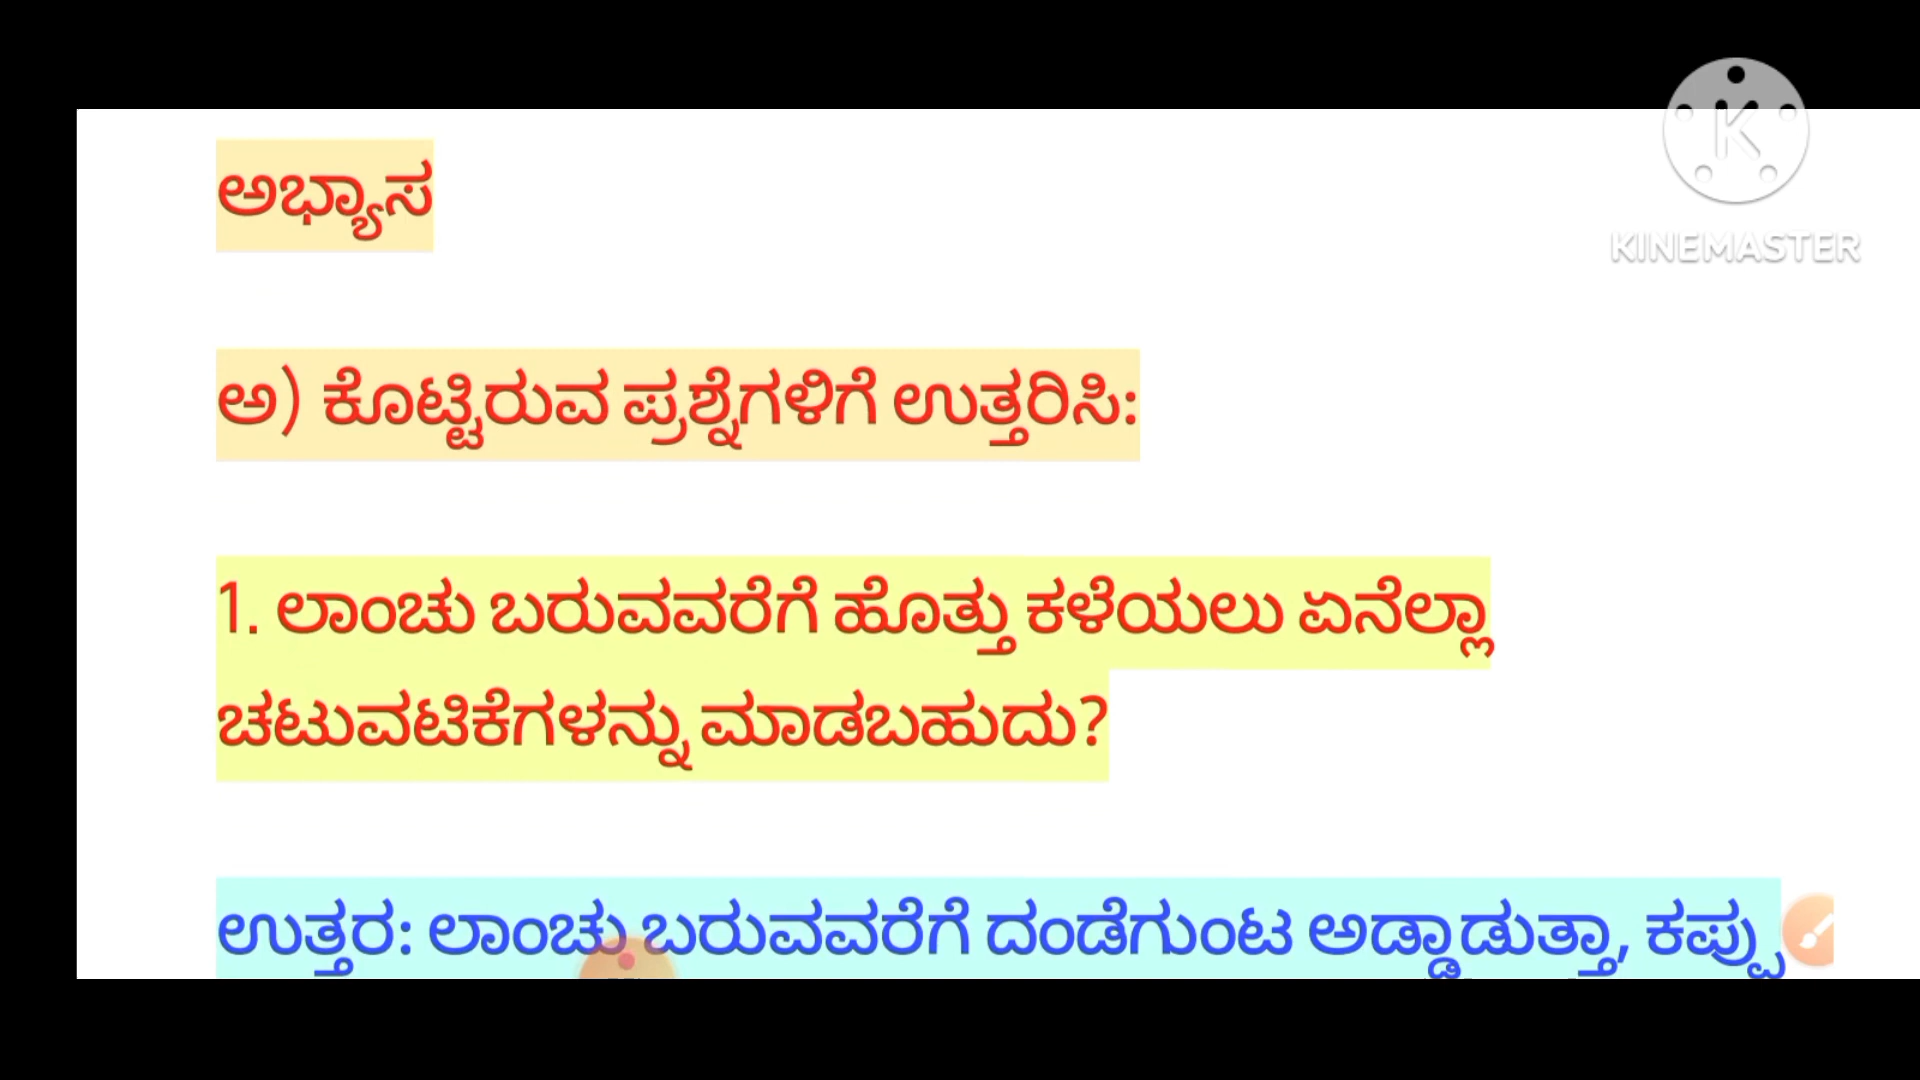 K
KINEMASTER
ಅಭ್ಯಾಸ
ಅ) ಕೊಟ್ಟಿರುವ ಪ್ರಶ್ನೆಗಳಿಗೆ ಉತ್ತರಿಸಿ:
1. ಲಾಂಚು ಬರುವವರೆಗೆ ಹೊತ್ತು ಕಳೆಯಲು ಏನೆಲ್ಲಾ
ಚಟುವಟಿಕೆಗಳನ್ನು ಮಾಡಬಹುದು?
ಉತ್ತರ: ಲಾಂಚು ಬರುವವರೆಗೆ ದಂಡೆಗುಂಟ ಅಡ್ಡಾಡುತ್ತಾ, ಕಪ್ಪು